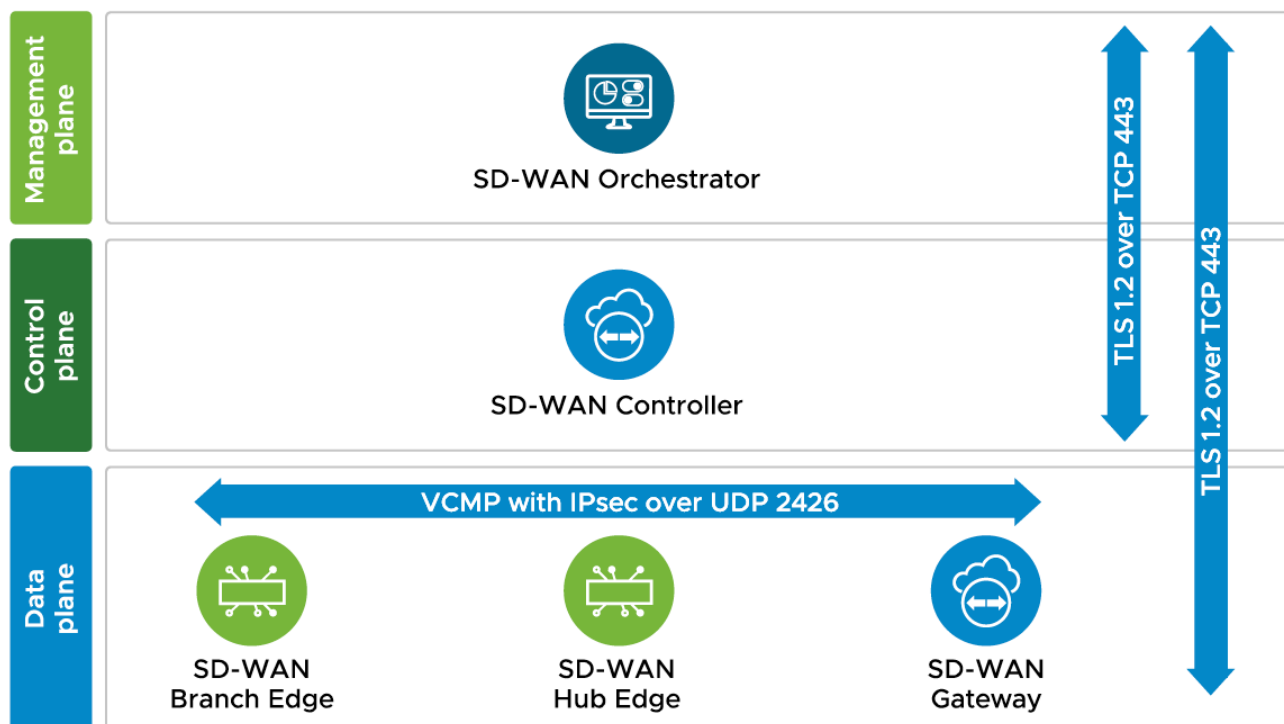 Management
plane
SD-WAN Orchestrator
TLS 1.2 over TCP 443
TLS 1.2 over TCP 443
Control
plane
SD-WAN Controller
Data
plane
VCMP with IPsec over UDP 2426
SD-WAN
Branch Edge
SD-WAN
Hub Edge
SD-WAN
Gateway